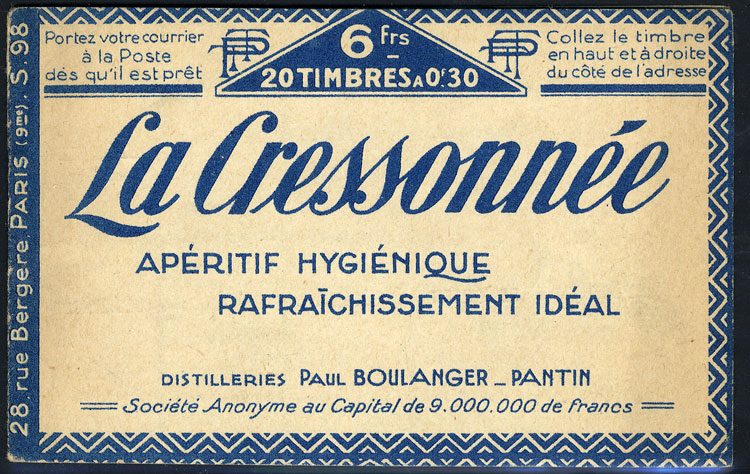 Portez votre courrier
à la Poste
dès qu'il est prêt
6 frs
20 TIMBRES A 0f.30
Collez le timbre
en haut et à droite
du côté de l'adresse
La Cressonnée
APÉRITIF HYGIÉNIQUE
RAFRAÎCHISSEMENT IDÉAL
DISTILLERIES PAUL BOULANGER _ PANTIN
Société Anonyme au Capital de 9.000.000 de francs
28, rue Bergère. PARIS (9me). S. 98